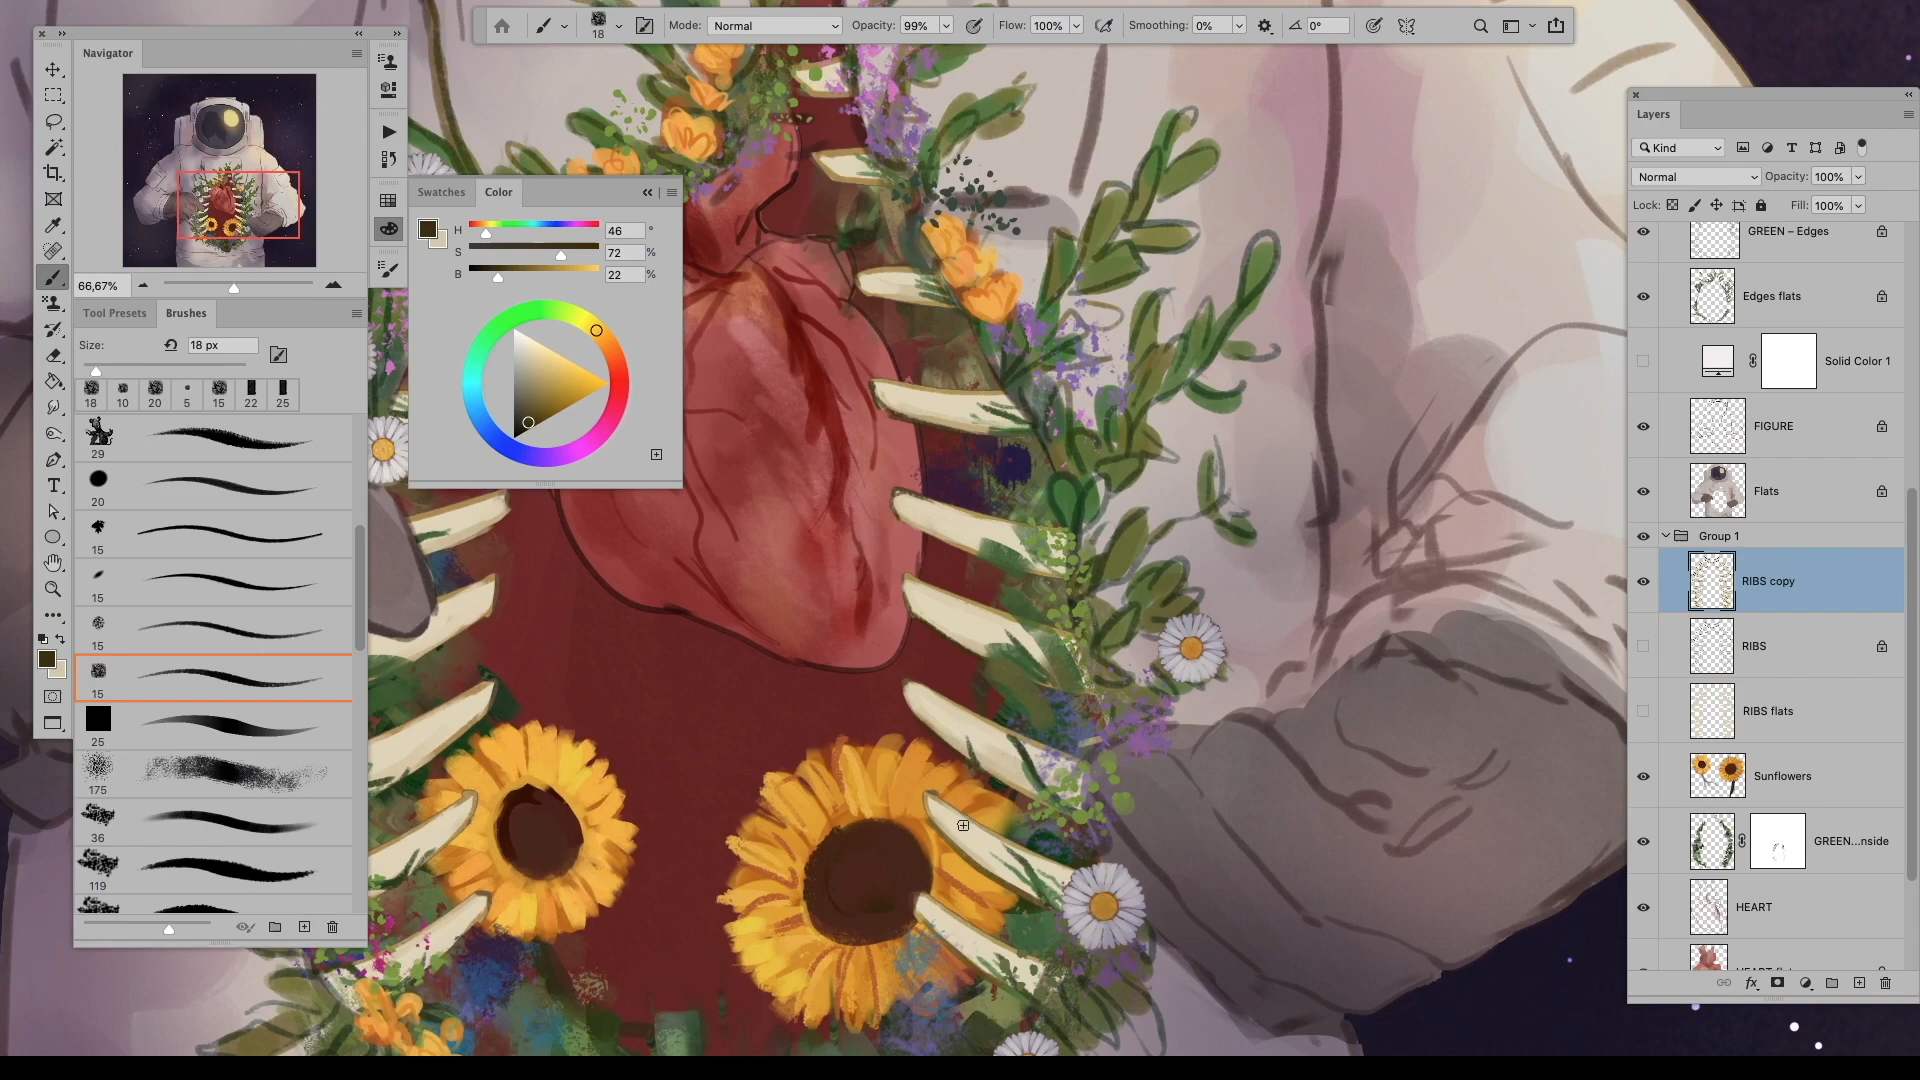 18
Mode:
Normal
Opacity:
99%
Flow:
100%
Smoothing:
0%
0°
Navigator
66,67%
Tool Presets
Brushes
Size:
18 px
18
10
20
5
15
22
25
29
20
15
15
15
15
25
175
36
119
Swatches
Color
H
46
°
S
72
%
B
22
%
Layers
Kind
Normal
Opacity:
100%
Lock:
Fill:
100%
GREEN – Edges
Edges flats
Solid Color 1
FIGURE
Flats
Group 1
RIBS copy
RIBS
RIBS flats
Sunflowers
GREEN...nside
HEART
fx